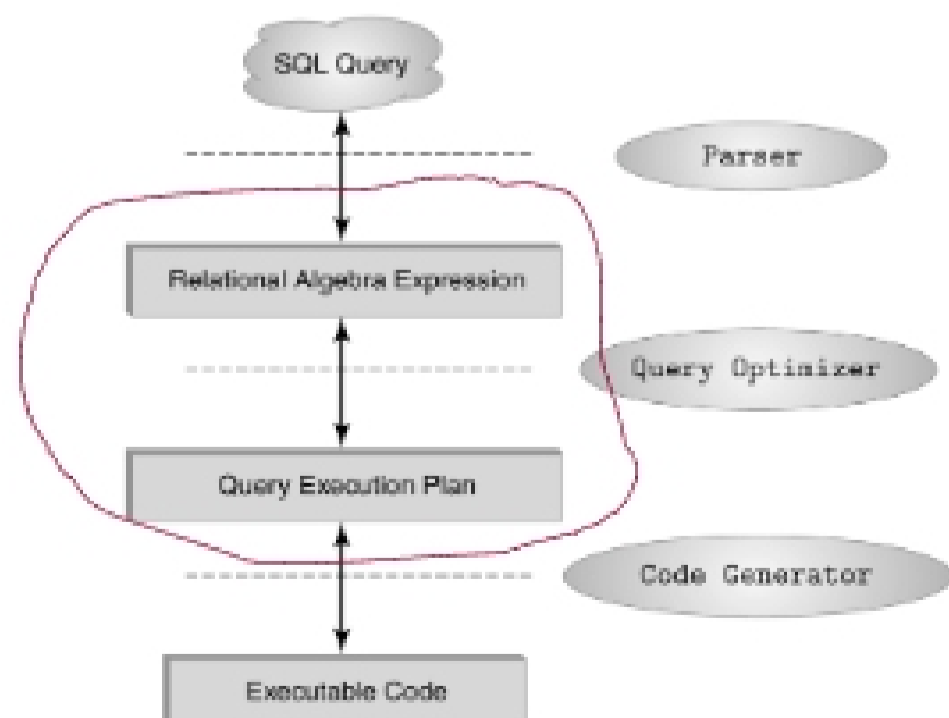 SQL Query
Parser
Relational Algebra Expression
Query Optimizer
Query Execution Plan
Code Generator
Executable Code